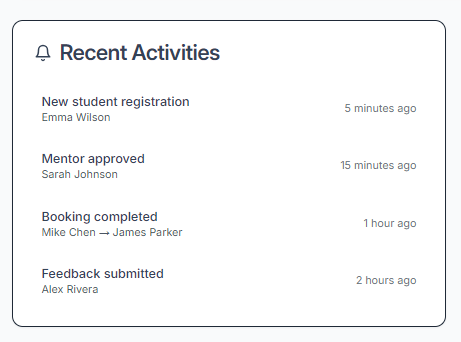 Recent Activities
New student registration
Emma Wilson
5 minutes ago
Mentor approved
Sarah Johnson
15 minutes ago
Booking completed
Mike Chen → James Parker
1 hour ago
Feedback submitted
Alex Rivera
2 hours ago